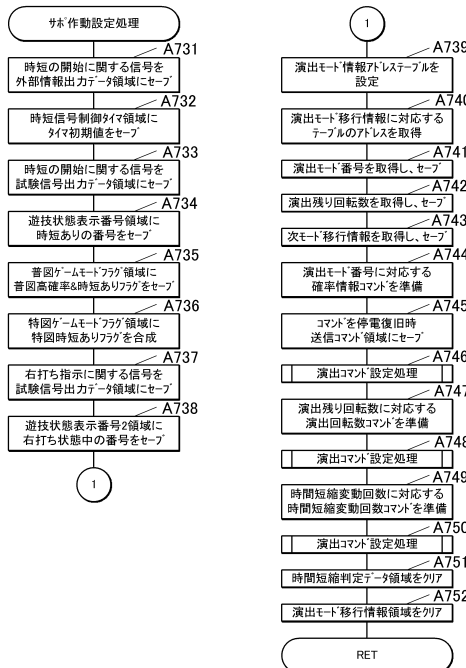 サポ作動設定処理
A731
時短の開始に関する信号を
外部情報出力データ領域にセーブ
A732
時短信号制御タイマ領域に
タイマ初期値をセーブ
A733
時短の開始に関する信号を
試験信号出力データ領域にセーブ
A734
遊技状態表示番号領域に
時短ありの番号をセーブ
A735
普図ゲームモードフラグ領域に
普図高確率&時短ありフラグをセーブ
A736
特図ゲームモードフラグ領域に
特図時短ありフラグを合成
A737
右打ち指示に関する信号を
試験信号出力データ領域にセーブ
A738
遊技状態表示番号2領域に
右打ち状態中の番号をセーブ
1
1
A739
演出モード情報アドレステーブルを
設定
A740
演出モード移行情報に対応する
テーブルのアドレスを取得
A741
演出モード番号を取得し、セーブ
A742
演出残り回転数を取得し、セーブ
A743
次モード移行情報を取得し、セーブ
A744
演出モード番号に対応する
確率情報コマンドを準備
A745
コマンドを停電復旧時
送信コマンド領域にセーブ
A746
演出コマンド設定処理
A747
演出残り回転数に対応する
演出回転数コマンドを準備
A748
演出コマンド設定処理
A749
時間短縮変動回数に対応する
時間短縮変動回数コマンドを準備
A750
演出コマンド設定処理
A751
時間短縮判定データ領域をクリア
A752
演出モード移行情報領域をクリア
RET